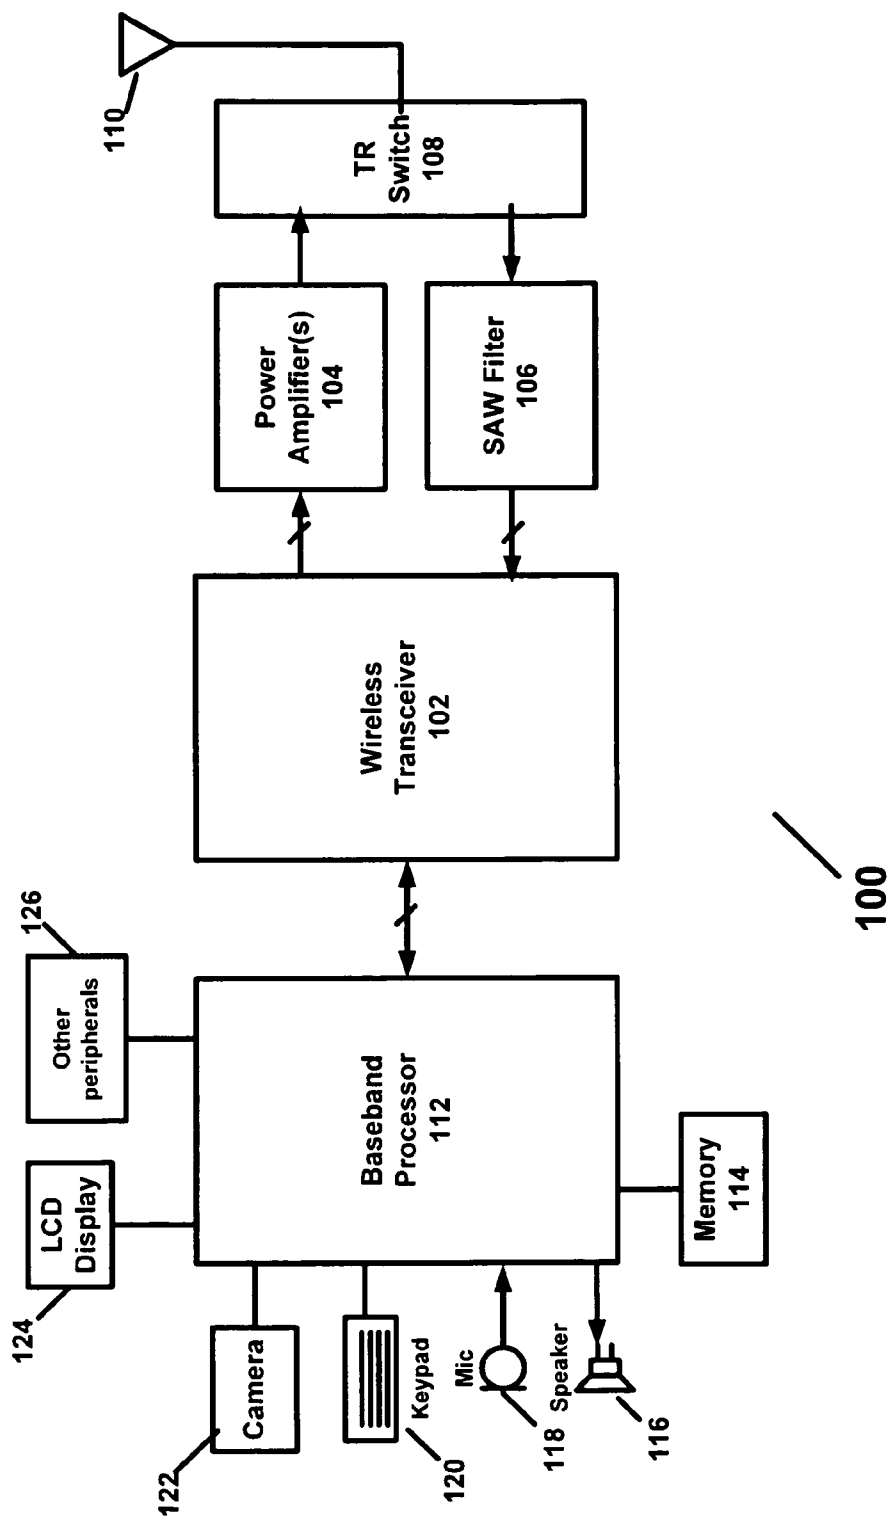 124
LCD
Display
126
Other
peripherals
110
122
Camera
120
Keypad
118
Mic
116
Speaker
Baseband
Processor
112
Memory
114
Wireless
Transceiver
102
Power
Amplifier(s)
104
SAW Filter
106
TR
Switch
108
100